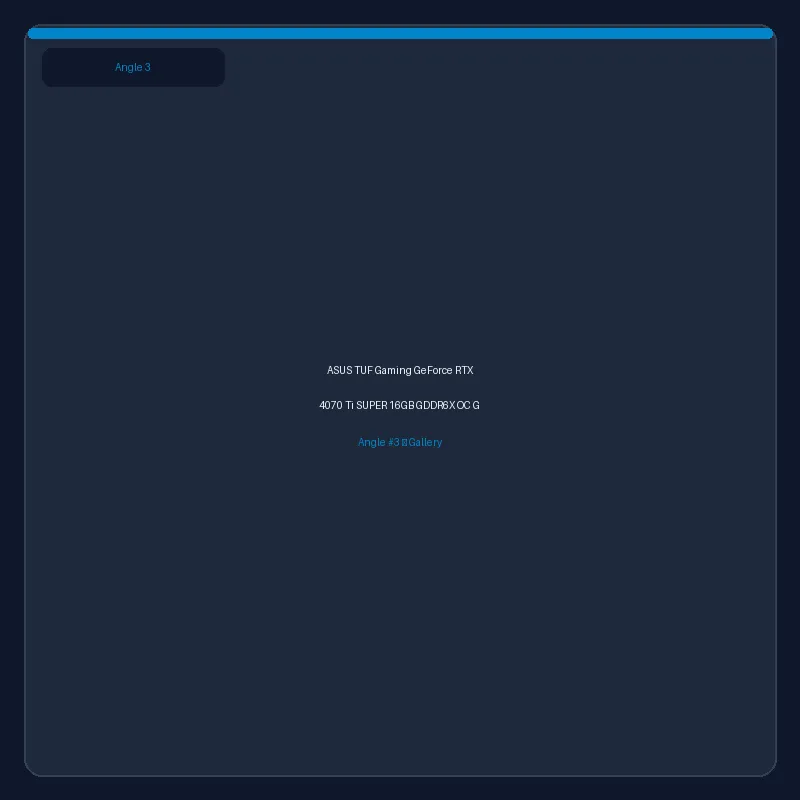 Angle 3
ASUS TUF Gaming GeForce RTX
4070 Ti SUPER 16GB GDDR6X OC G
Angle #3 Gallery